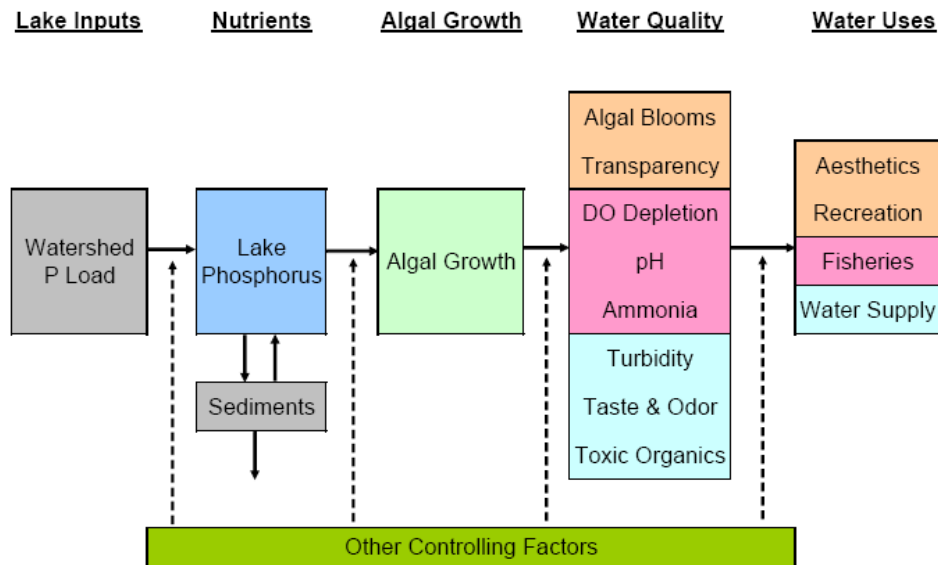 Lake Inputs
Nutrients
Algal Growth
Water Quality
Water Uses
Watershed
P Load
Lake
Phosphorus
Sediments
Algal Growth
Algal Blooms
Transparency
DO Depletion
pH
Ammonia
Turbidity
Taste & Odor
Toxic Organics
Aesthetics
Recreation
Fisheries
Water Supply
Other Controlling Factors